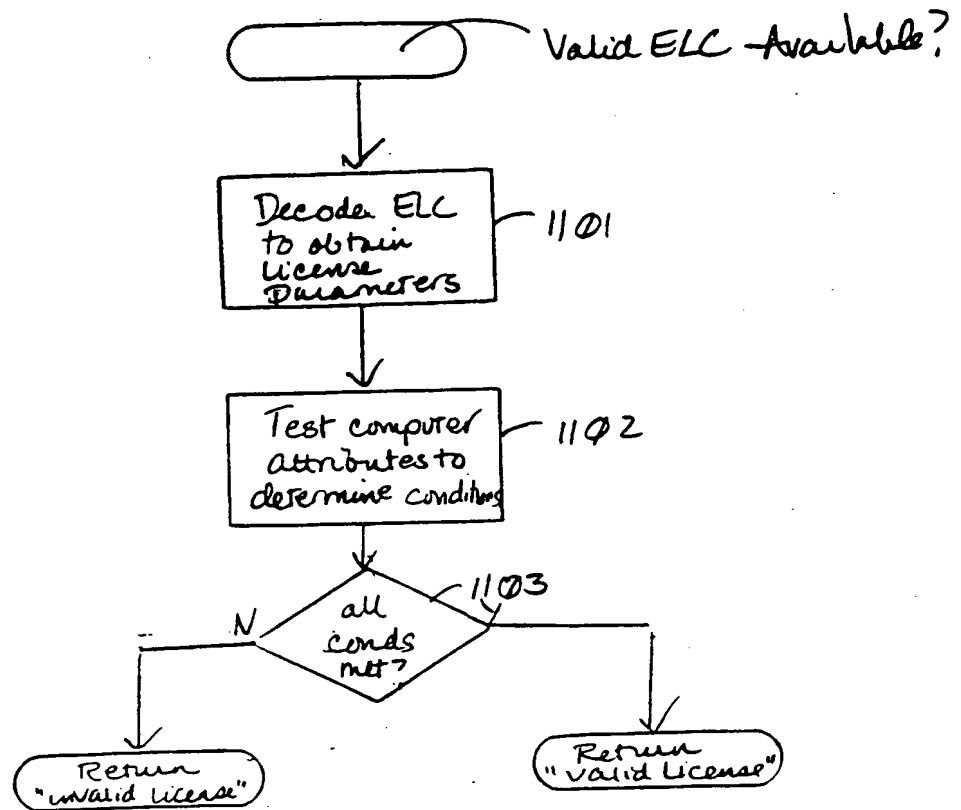 Valid ELC Available?
Decode ELC
to obtain
License
Parameters
1101
Test computer
attributes to
determine conditions
1102
1103
N
all
conds
met?
Return
"invalid License"
Return
"valid License"